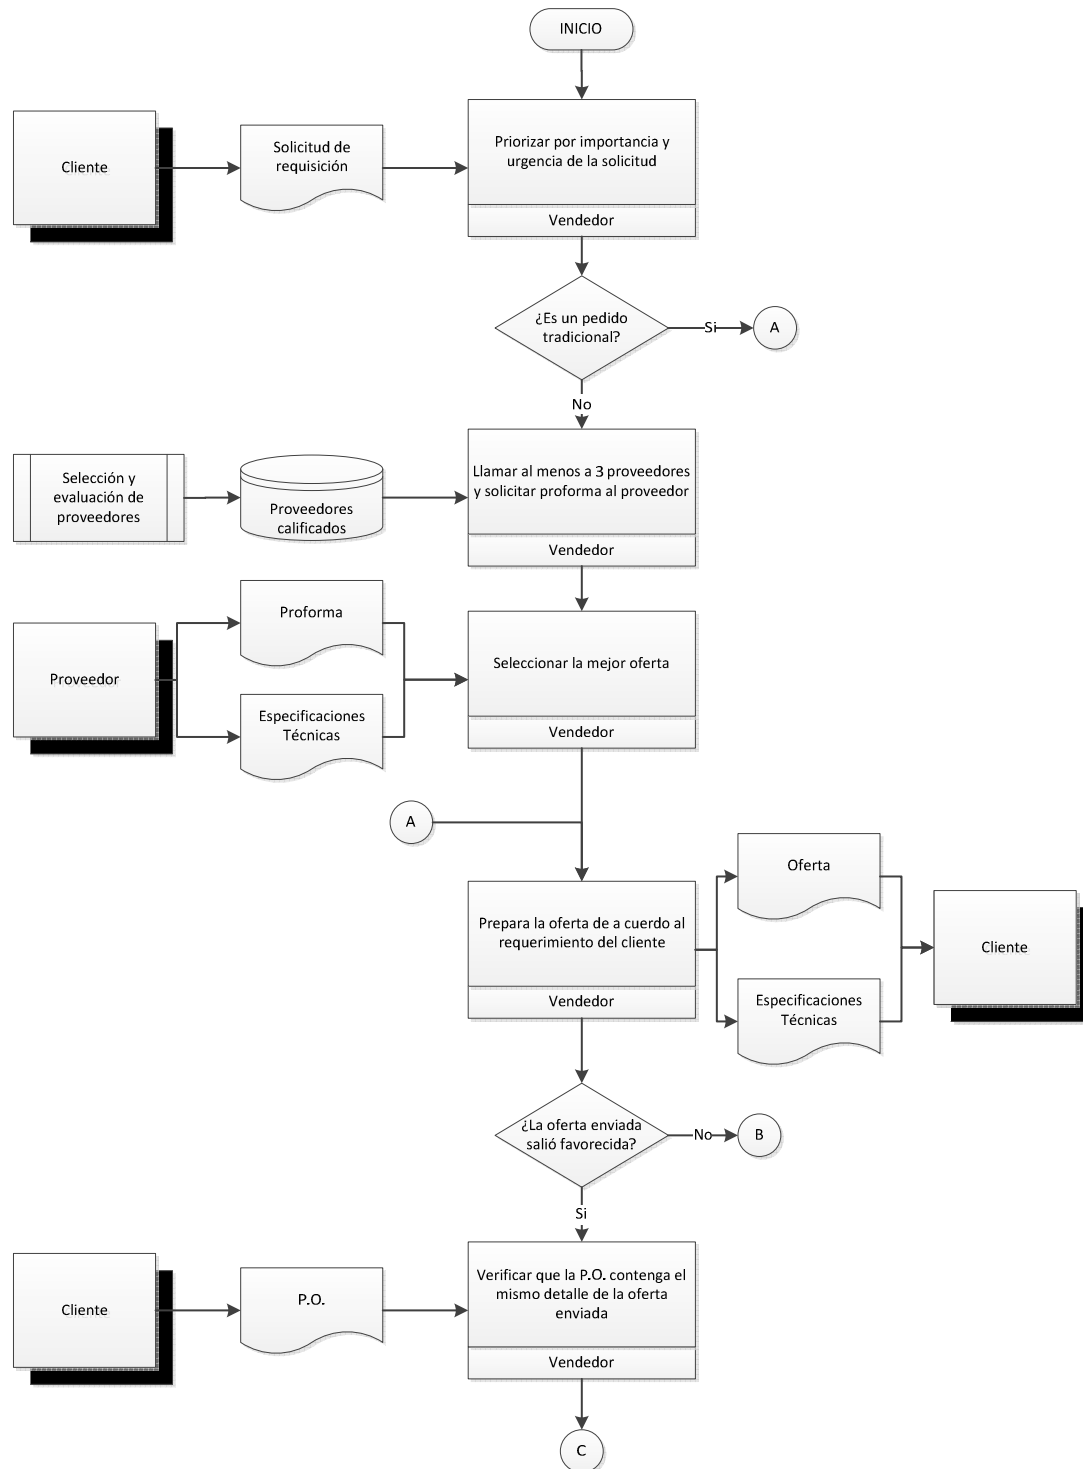 INICIO
Cliente
Solicitud de
requisición
Priorizar por importancia y
urgencia de la solicitud
Vendedor
¿Es un pedido
tradicional?
Si
A
No
Selección y
evaluación de
proveedores
Proveedores
calificados
Llamar al menos a 3 proveedores
y solicitar proforma al proveedor
Vendedor
Proveedor
Proforma
Especificaciones
Técnicas
Seleccionar la mejor oferta
Vendedor
A
Prepara la oferta de a cuerdo al
requerimiento del cliente
Vendedor
Oferta
Especificaciones
Técnicas
Cliente
¿La oferta enviada
salió favorecida?
No
B
Si
Cliente
P.O.
Verificar que la P.O. contenga el
mismo detalle de la oferta
enviada
Vendedor
C